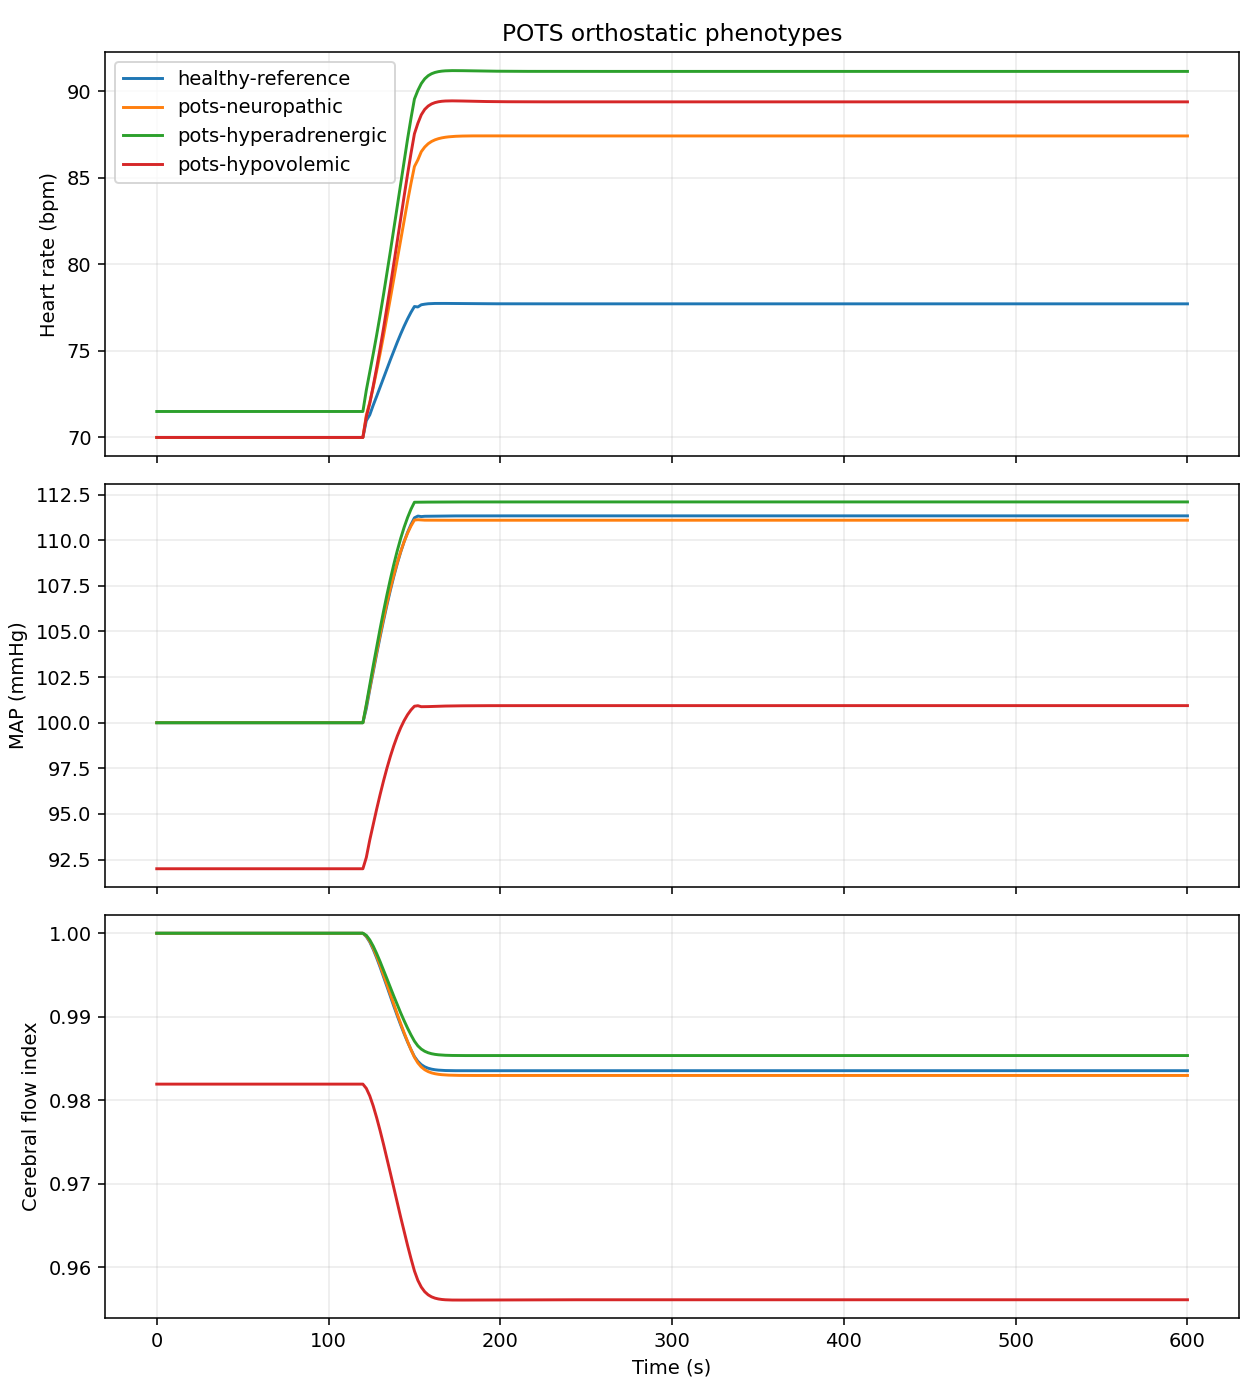 POTS orthostatic phenotypes
healthy-reference
pots-neuropathic
pots-hyperadrenergic
pots-hypovolemic
Heart rate (bpm)
90
85
80
75
70
MAP (mmHg)
112.5
110.0
107.5
105.0
102.5
100.0
97.5
95.0
92.5
Cerebral flow index
1.00
0.99
0.98
0.97
0.96
0 100 200 300 400 500 600
Time (s)